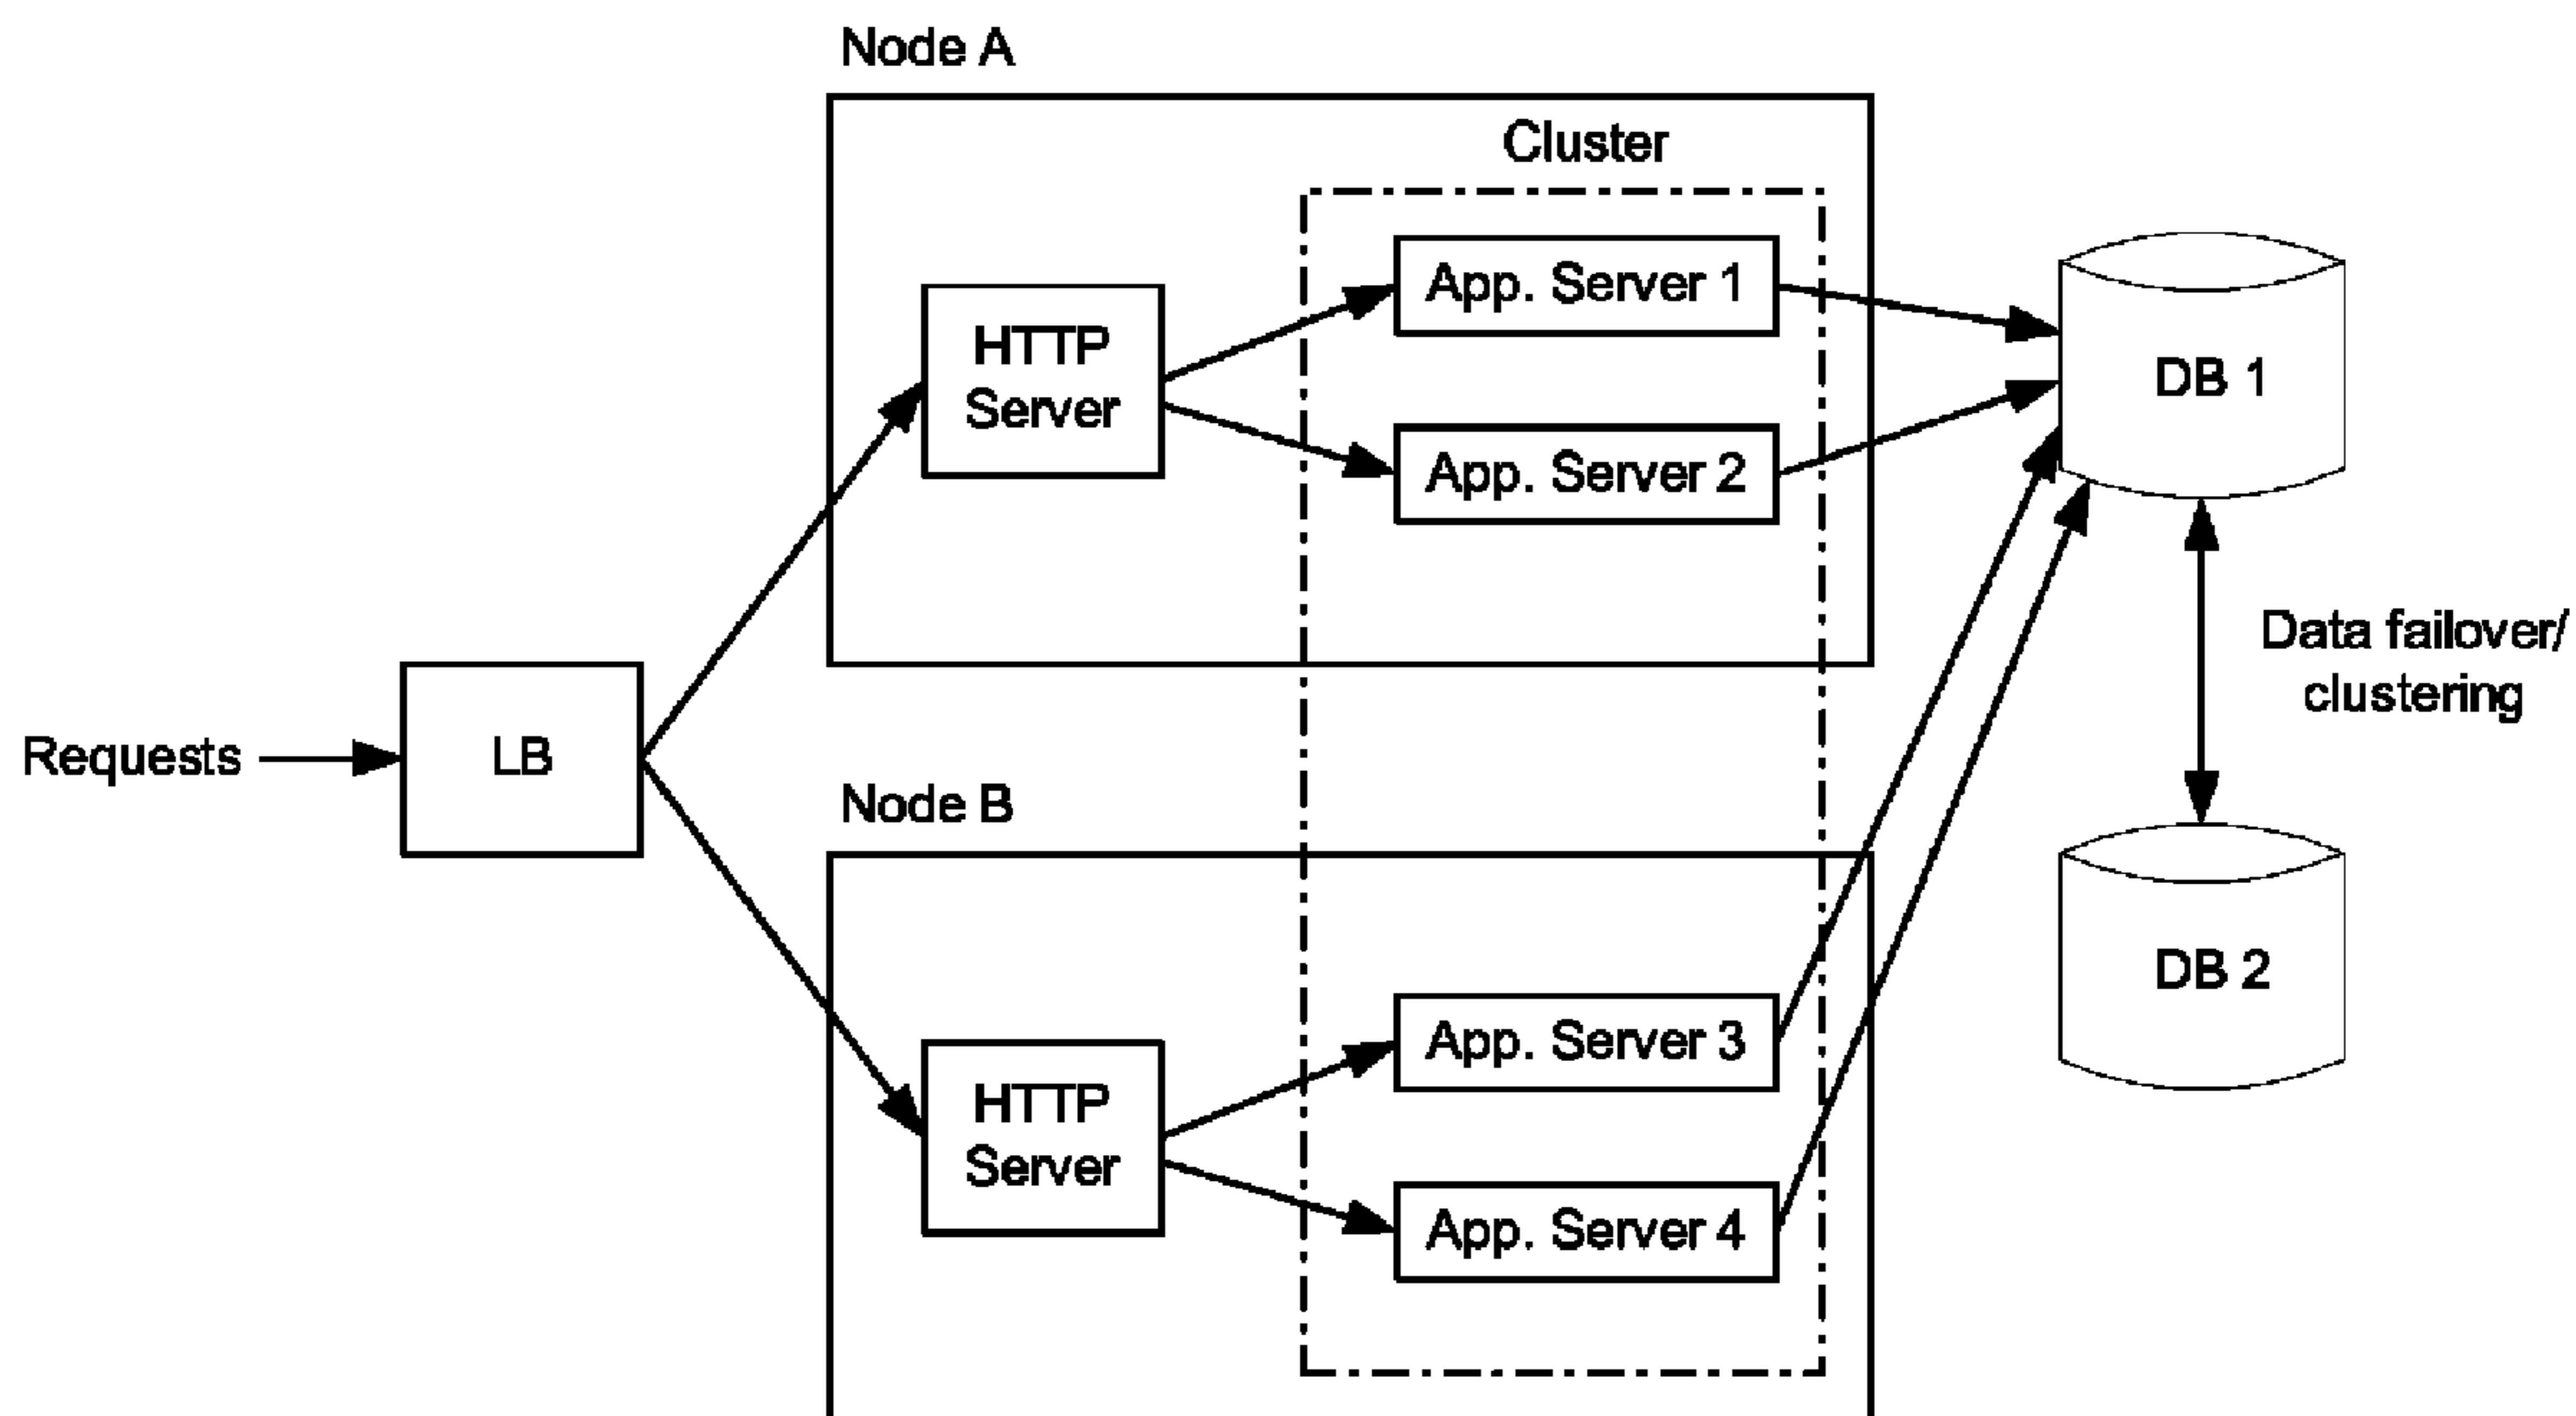 Node A
Cluster
App. Server 1
HTTP
Server
App. Server 2
DB 1
Data failover/
clustering
Requests
LB
Node B
DB 2
App. Server 3
HTTP
Server
App. Server 4